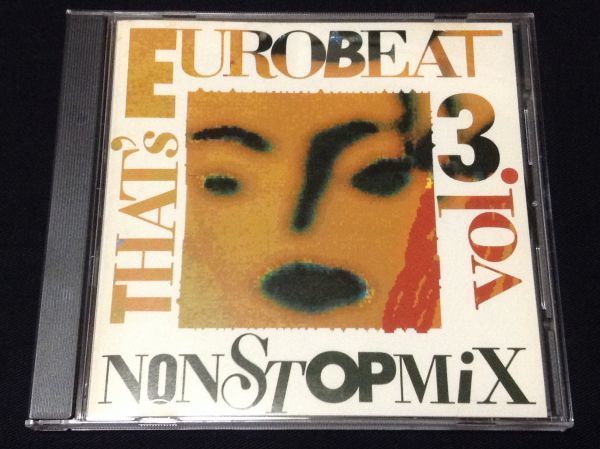 THAT'S
EUROBEAT
vol.3
NONSTOPMiX